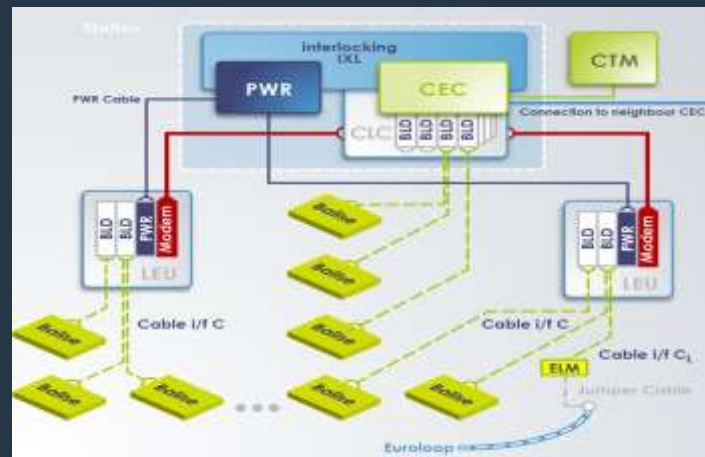 Station
interlocking
iXL
PWR
CEC
CTM
PWR Cable
Connection to neighbour CEC
CLC
BLD
BLD
BLD
BLD
BLD
BLD
PWR
Modem
LEU
BLD
BLD
PWR
Modem
LEU
Balise
Balise
Balise
Balise
Balise
Balise
Balise
Cable i/f C
Cable i/f C
Cable i/f CL
ELM
Jumper Cable
Euroloop